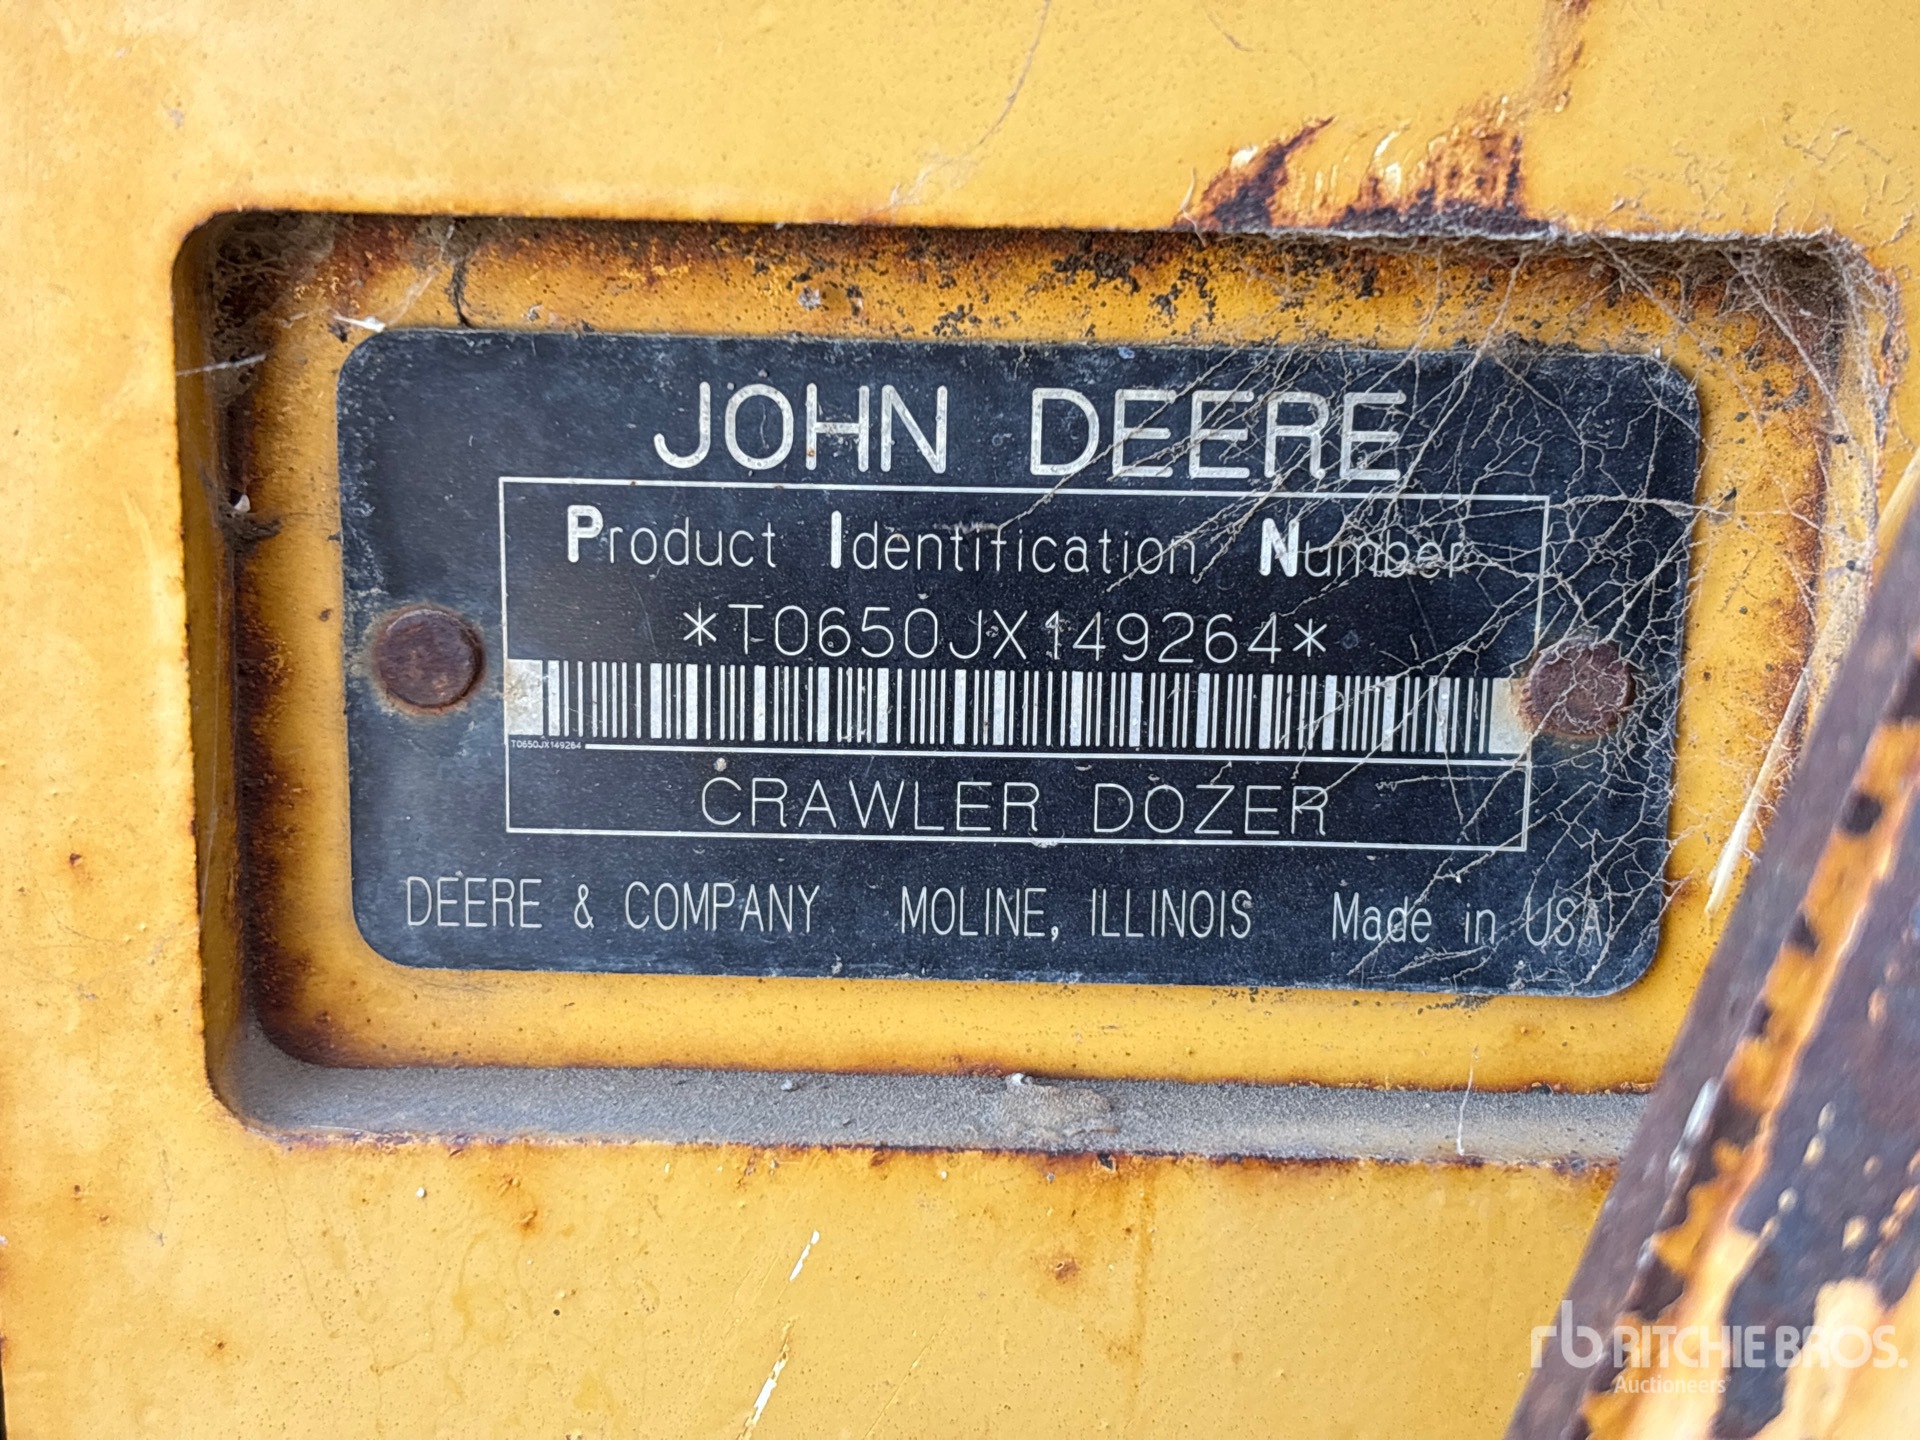 JOHN DEERE
Product Identification Number
*T0650JX149264*
T0650JX149264
CRAWLER DOZER
DEERE & COMPANY MOLINE, ILLINOIS Made in USA
rb RITCHIE BROS.
Auctioneers